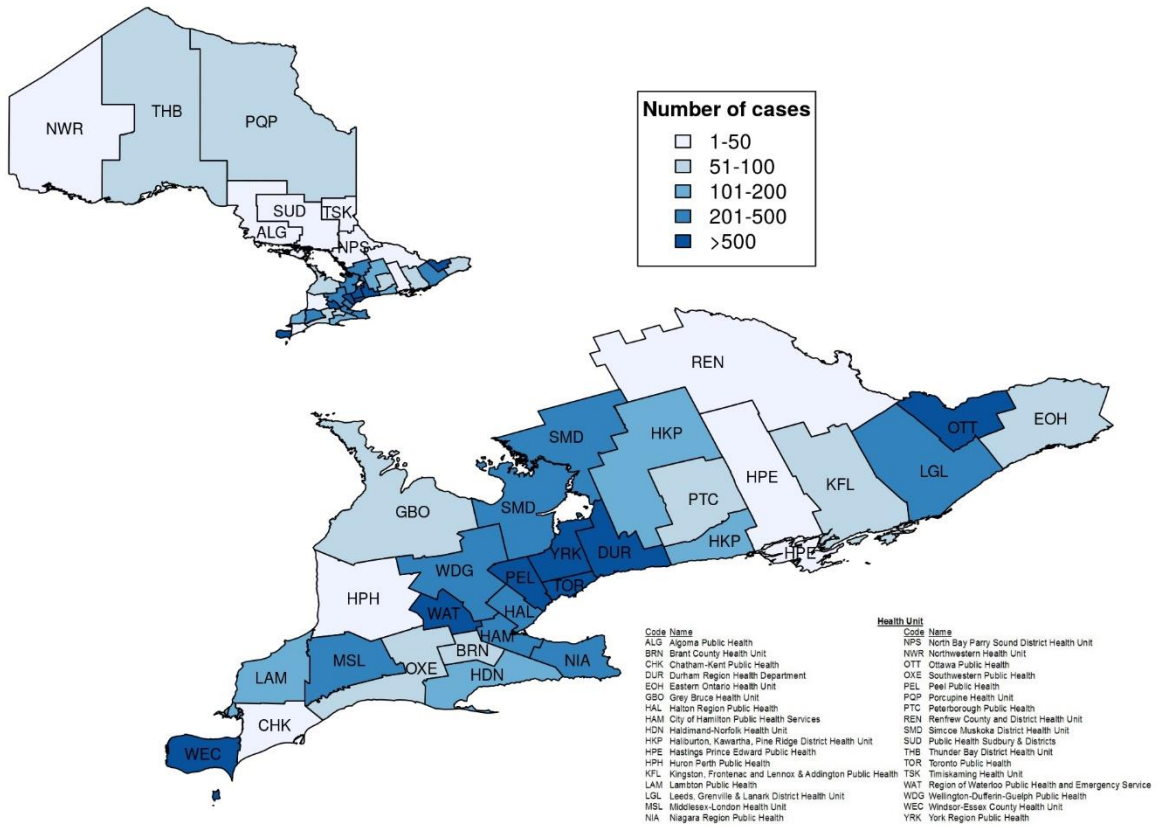 NWR
THB
PQP
SUD
TSK
ALG
NPS
Number of cases
1-50
51-100
101-200
201-500
>500
REN
SMD
HKP
OTT
EOH
HPE
LGL
KFL
PTC
SMD
GBO
HKP
YRK
DUR
HPE
WDG
PEL
TOR
HPH
WAT
HAL
HAM
BRN
MSL
OXE
NIA
LAM
HDN
CHK
WEC
Health Unit
Code Name
ALG Algoma Public Health
BRN Brant County Health Unit
CHK Chatham-Kent Public Health
DUR Durham Region Health Department
EOH Eastern Ontario Health Unit
GBO Grey Bruce Health Unit
HAL Halton Region Public Health
HAM City of Hamilton Public Health Services
HDN Haldimand-Norfolk Health Unit
HKP Haliburton, Kawartha, Pine Ridge District Health Unit
HPE Hastings Prince Edward Public Health
HPH Huron Perth Public Health
KFL Kingston, Frontenac and Lennox & Addington Public Health
LAM Lambton Public Health
LGL Leeds, Grenville & Lanark District Health Unit
MSL Middlesex-London Health Unit
NIA Niagara Region Public Health
Code Name
NPS North Bay Parry Sound District Health Unit
NWR Northwestern Health Unit
OTT Ottawa Public Health
OXE Southwestern Public Health
PEL Peel Public Health
PQP Porcupine Health Unit
PTC Peterborough Public Health
REN Renfrew County and District Health Unit
SMD Simcoe Muskoka District Health Unit
SUD Public Health Sudbury & Districts
THB Thunder Bay District Health Unit
TOR Toronto Public Health
TSK Timiskaming Health Unit
WAT Region of Waterloo Public Health and Emergency Service
WDG Wellington-Dufferin-Guelph Public Health
WEC Windsor-Essex County Health Unit
YRK York Region Public Health